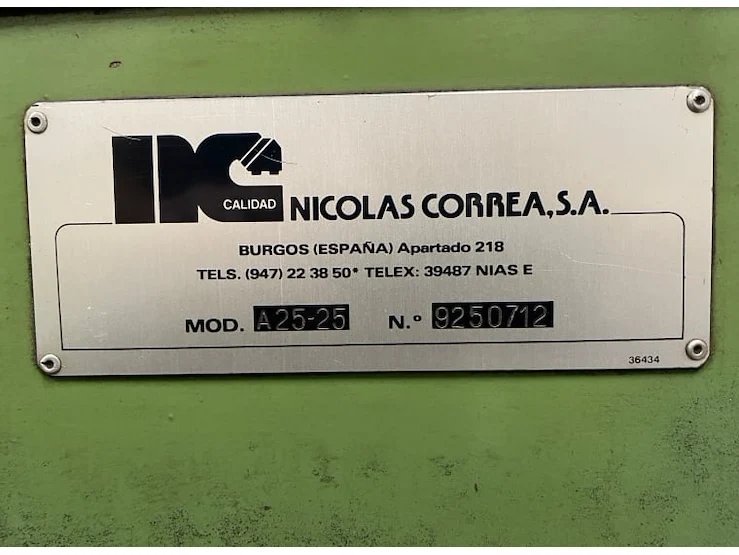 NC
CALIDAD
NICOLAS CORREA, S.A.
BURGOS (ESPAÑA) Apartado 218
TELS. (947) 22 38 50* TELEX: 39487 NIAS E
MOD. A25-25 N.º 9250712
36434